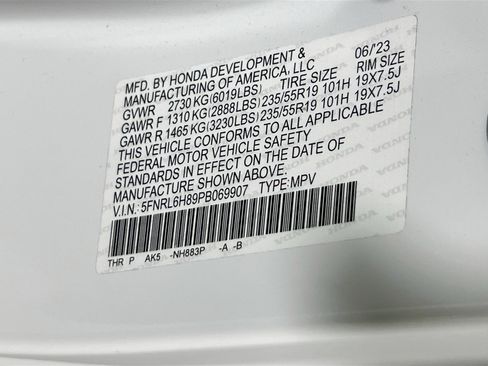 MFD. BY HONDA DEVELOPMENT & 06/'23
MANUFACTURING OF AMERICA, LLC
GVWR 2730 KG(6019LBS) TIRE SIZE RIM SIZE
GAWR F 1310 KG(2888LBS) 235/55R19 101H 19X7.5J
GAWR R 1465 KG(3230LBS) 235/55R19 101H 19X7.5J
THIS VEHICLE CONFORMS TO ALL APPLICABLE
FEDERAL MOTOR VEHICLE SAFETY
STANDARDS IN EFFECT ON THE DATE OF
MANUFACTURE SHOWN ABOVE.
V.I.N.: 5FNRL6H89PB069907 TYPE: MPV
THR P AK5 -NH883P -A -B